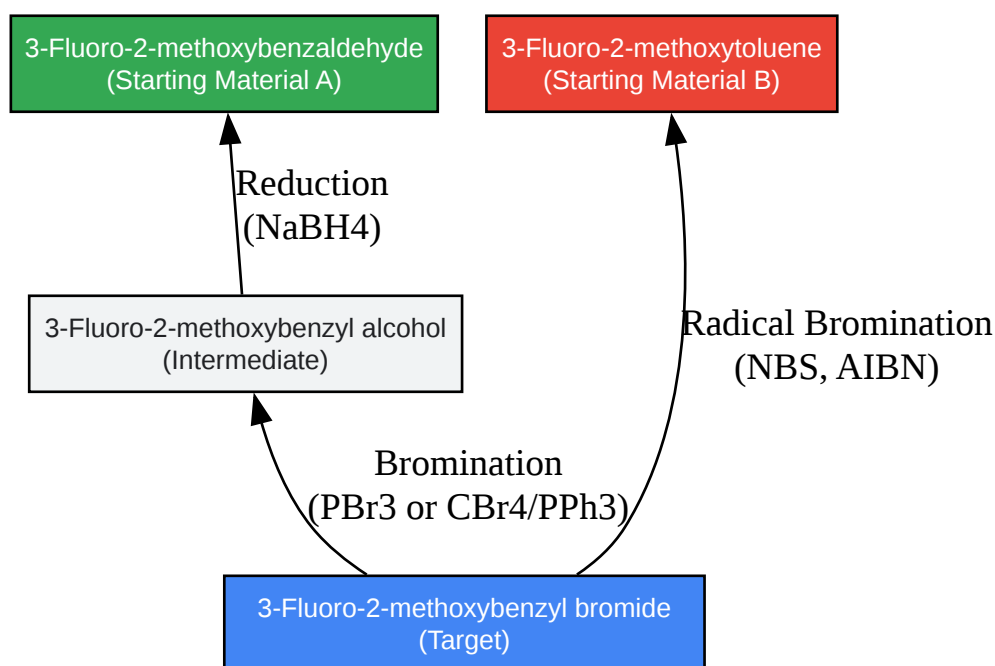 3-Fluoro-2-methoxybenzaldehyde
(Starting Material A)
3-Fluoro-2-methoxytoluene
(Starting Material B)
Reduction
(NaBH4)
3-Fluoro-2-methoxybenzyl alcohol
(Intermediate)
Radical Bromination
(NBS, AIBN)
Bromination
(PBr3 or CBr4/PPh3)
3-Fluoro-2-methoxybenzyl bromide
(Target)